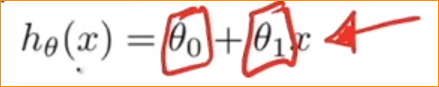 hθ(x) = θ0 + θ1x